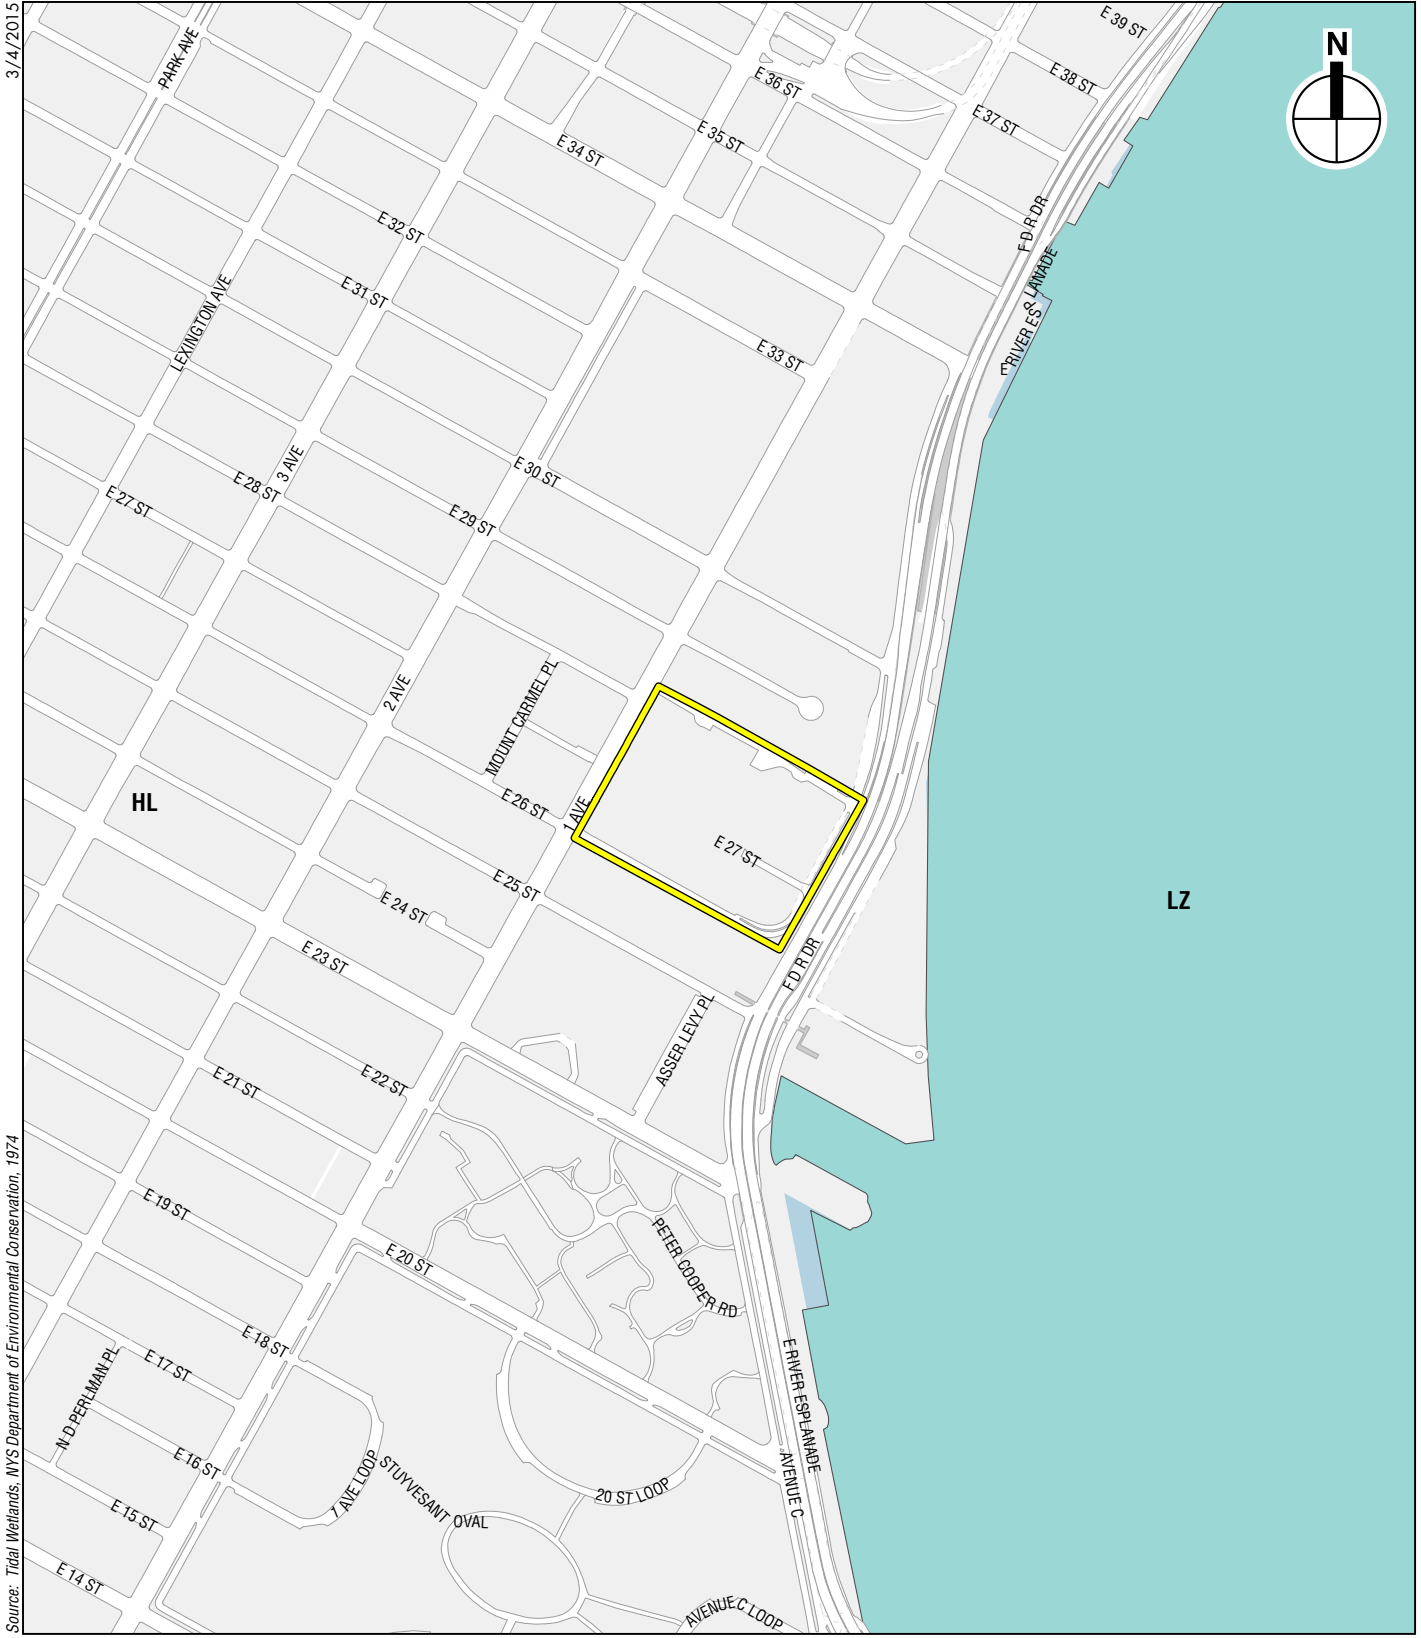 3/4/2015
E 39 ST
PARK AVE
N
E 38 ST
E 36 ST
E 37 ST
E 35 ST
E 34 ST
F D R DR
E 32 ST
E RIVER ESPLANADE
E 31 ST
LEXINGTON AVE
E 33 ST
3 AVE
E 30 ST
E 28 ST
E 27 ST
E 29 ST
2 AVE
MOUNT CARMEL PL
HL
E 26 ST
1 AVE
E 27 ST
E 25 ST
LZ
E 24 ST
E 23 ST
F D R DR
ASSER LEVY PL
E 22 ST
E 21 ST
E 19 ST
E 20 ST
PETER COOPER RD
E 18 ST
E 17 ST
N D PERLMAN PL
E RIVER ESPLANADE
E 16 ST
1 AVE LOOP
STUYVESANT OVAL
20 ST LOOP
AVENUE C
E 15 ST
E 14 ST
AVENUE C LOOP
Source: Tidal Wetlands, NYS Department of Environmental Conservation, 1974